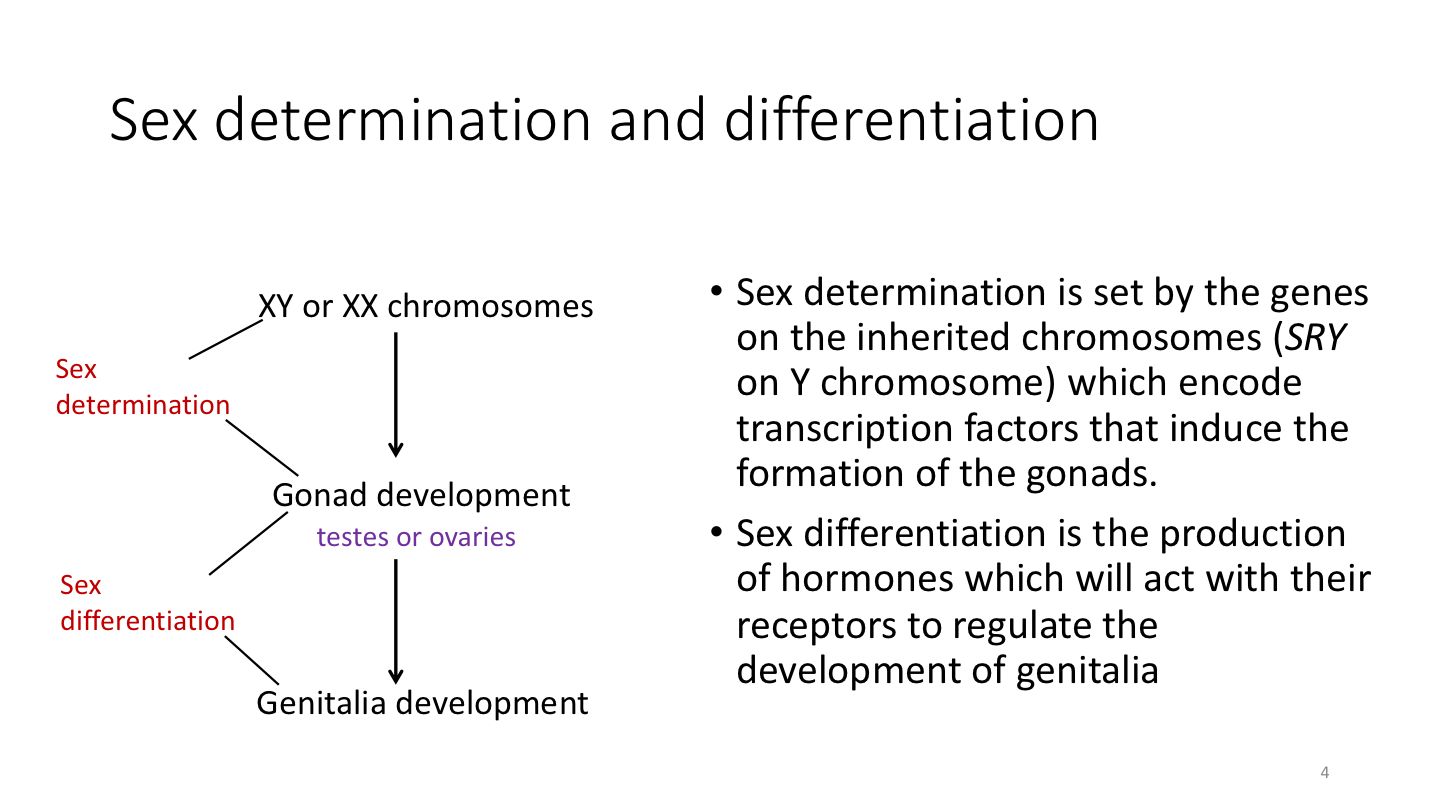 Sex determination and differentiation
XY or XX chromosomes
Sex
determination
Gonad development
testes or ovaries
Sex
differentiation
Genitalia development
• Sex determination is set by the genes
on the inherited chromosomes (SRY
on Y chromosome) which encode
transcription factors that induce the
formation of the gonads.
• Sex differentiation is the production
of hormones which will act with their
receptors to regulate the
development of genitalia
4